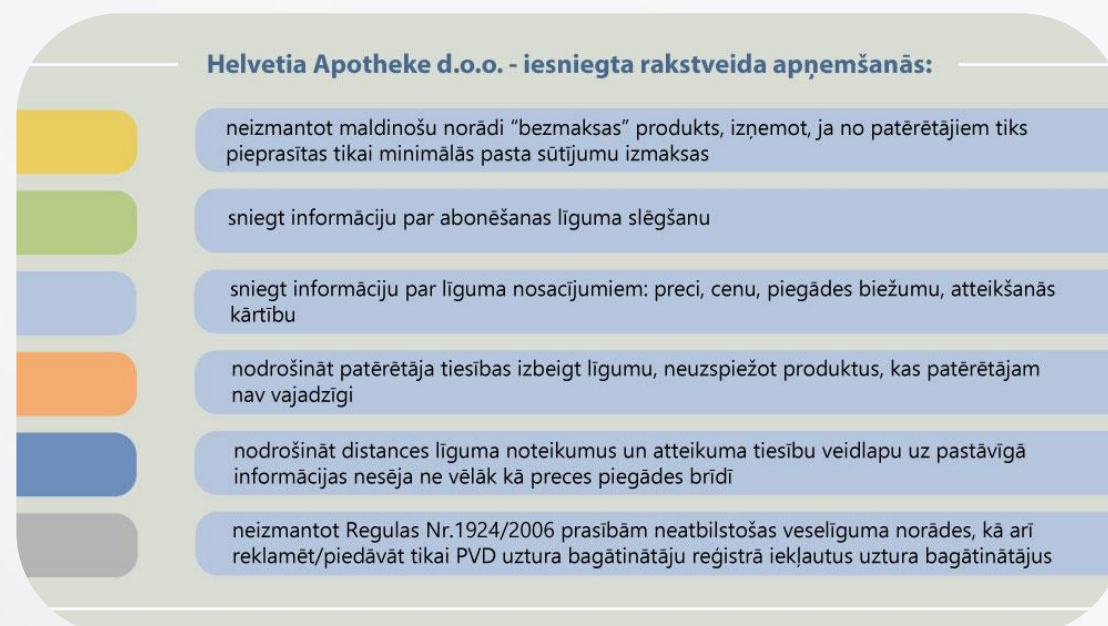 Helvetia Apotheke d.o.o. - iesniegta rakstveida apņemšanās:
neizmantot maldinošu norādi “bezmaksas” produkts, izņemot, ja no patērētājiem tiks
pieprasītas tikai minimālās pasta sūtījumu izmaksas
sniegt informāciju par abonēšanas līguma slēgšanu
sniegt informāciju par līguma nosacījumiem: preci, cenu, piegādes biežumu, atteikšanās
kārtību
nodrošināt patērētāja tiesības izbeigt līgumu, neuzspiežot produktus, kas patērētājam
nav vajadzīgi
nodrošināt distances līguma noteikumus un atteikuma tiesību veidlapu uz pastāvīgā
informācijas nesēja ne vēlāk kā preces piegādes brīdī
neizmantot Regulas Nr.1924/2006 prasībām neatbilstošas veselīguma norādes, kā arī
reklamēt/piedāvāt tikai PVD uztura bagātinātāju reģistrā iekļautus uztura bagātinātājus